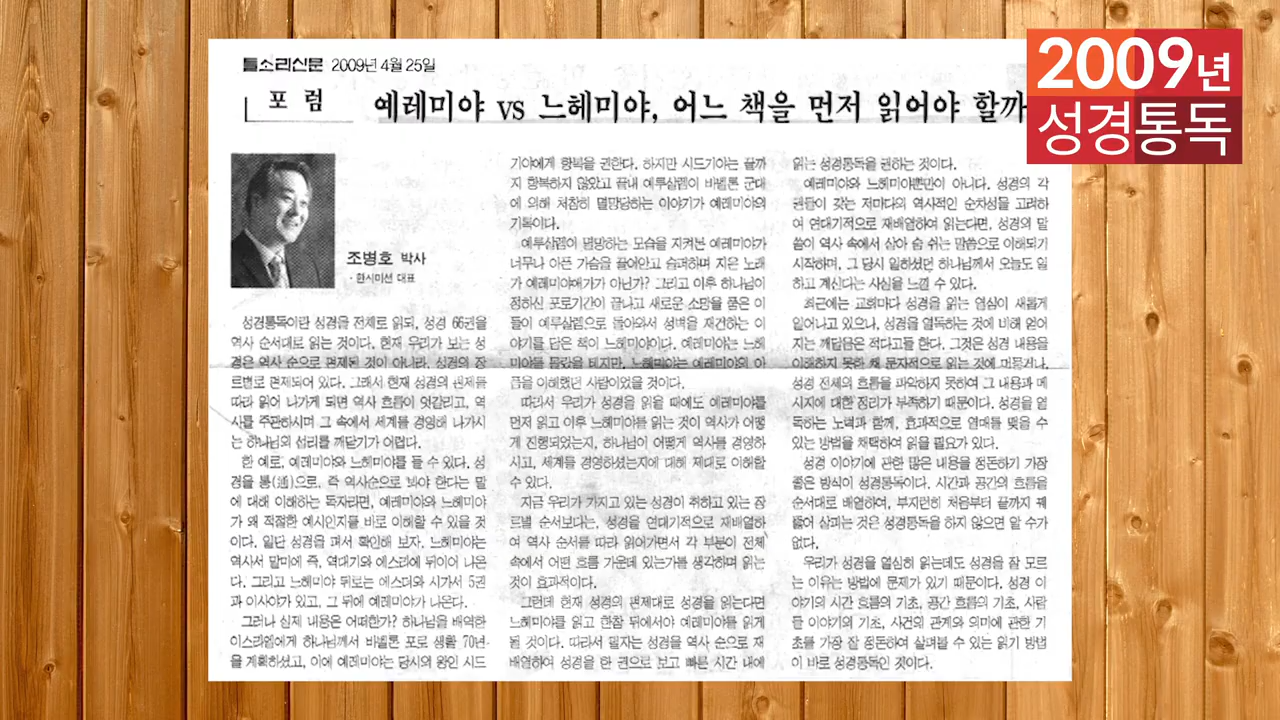 들소리신문 2009년 4월 25일
포 럼
예레미야 vs 느헤미야, 어느 책을 먼저 읽어야 할까
2009년
성경통독
조병호 박사
· 한시미션 대표
성경통독이란 성경을 전체로 읽되, 성경 66권을
역사 순서대로 읽는 것이다. 현재 우리가 보는 성
경은 역사 순으로 편제된 것이 아니라, 성경의 장
르별로 편제되어 있다. 그래서 현재 성경의 편제를
따라 읽어 나가게 되면 역사 흐름이 엇갈리고, 역
사를 주관하시며 그 속에서 세계를 경영해 나가시
는 하나님의 섭리를 깨닫기가 어렵다.
한 예로, 예레미야와 느헤미야를 들 수 있다. 성
경을 통(通)으로, 즉 역사순으로 봐야 한다는 말
에 대해 이해하는 독자라면, 예레미야와 느헤미야
가 왜 적절한 예시인지를 바로 이해할 수 있을 것
이다. 일단 성경을 펴서 확인해 보자. 느헤미야는
역사서 말미에 즉, 역대기와 에스라에 뒤이어 나온
다. 그리고 느헤미야 뒤로는 에스더와 시가서 5권
과 이사야가 있고, 그 뒤에 예레미야가 나온다.
그러나 실제 내용은 어떠한가? 하나님을 배역한
이스라엘에게 하나님께서 바벨론 포로 생활 70년
을 계획하셨고, 이에 예레미야는 당시의 왕인 시드
기야에게 항복을 권한다. 하지만 시드기야는 끝까
지 항복하지 않았고 끝내 예루살렘이 바벨론 군대
에 의해 처참히 멸망당하는 이야기가 예레미야의
기록이다.
예루살렘이 멸망하는 모습을 지켜본 예레미야가
너무나 아픈 가슴을 끌어안고 슬퍼하며 지은 노래
가 예레미야애가가 아닌가? 그리고 이후 하나님이
정하신 포로기간이 끝나고 새로운 소망을 품은 이
들이 예루살렘으로 돌아와서 성벽을 재건하는 이
야기를 담은 책이 느헤미야이다. 예레미야는 느헤
미야를 몰랐을 테지만, 느헤미야는 예레미야의 아
픔을 이해했던 사람이었을 것이다.
따라서 우리가 성경을 읽을 때에도 예레미야를
먼저 읽고 이후 느헤미야를 읽는 것이 역사가 어떻
게 진행되었는지, 하나님이 어떻게 역사를 경영하
시고, 세계를 경영하셨는지에 대해 제대로 이해할
수 있다.
지금 우리가 가지고 있는 성경이 취하고 있는 장
르별 순서보다는, 성경을 연대기적으로 재배열하
여 역사 순서를 따라 읽어가면서 각 부분이 전체
속에서 어떤 흐름 가운데 있는가를 생각하며 읽는
것이 효과적이다.
그런데 현재 성경의 편제대로 성경을 읽는다면
느헤미야를 읽고 한참 뒤에서야 예레미야를 읽게
될 것이다. 따라서 필자는 성경을 역사 순으로 재
배열하여 성경을 한 권으로 보고 빠른 시간 내에
읽는 성경통독을 권하는 것이다.
예레미야와 느헤미야뿐만이 아니다. 성경의 각
권들이 갖는 저마다의 역사적인 순차성을 고려하
여 연대기적으로 재배열하여 읽는다면, 성경의 말
씀이 역사 속에서 살아 숨 쉬는 말씀으로 이해되기
시작하며, 그 당시 일하셨던 하나님께서 오늘도 일
하고 계신다는 사실을 느낄 수 있다.
최근에는 교회마다 성경을 읽는 열심이 새롭게
일어나고 있으나, 성경을 열독하는 것에 비해 얻어
지는 깨달음은 적다고들 한다. 그것은 성경 내용을
이해하지 못한 채 문자적으로 읽는 것에 머물거나,
성경 전체의 흐름을 파악하지 못하여 그 내용과 메
시지에 대한 정리가 부족하기 때문이다. 성경을 열
독하는 노력과 함께, 효과적으로 열매를 맺을 수
있는 방법을 채택하여 읽을 필요가 있다.
성경 이야기에 관한 많은 내용을 정돈하기 가장
좋은 방식이 성경통독이다. 시간과 공간의 흐름을
순서대로 배열하여, 부지런히 처음부터 끝까지 꿰
뚫어 살피는 것은 성경통독을 하지 않으면 알 수가
없다.
우리가 성경을 열심히 읽는데도 성경을 잘 모르
는 이유는 방법에 문제가 있기 때문이다. 성경 이
야기의 시간 흐름의 기초, 공간 흐름의 기초, 사람
들 이야기의 기초, 사건의 관계와 의미에 관한 기
초를 가장 잘 정돈하여 살펴볼 수 있는 읽기 방법
이 바로 성경통독인 것이다.